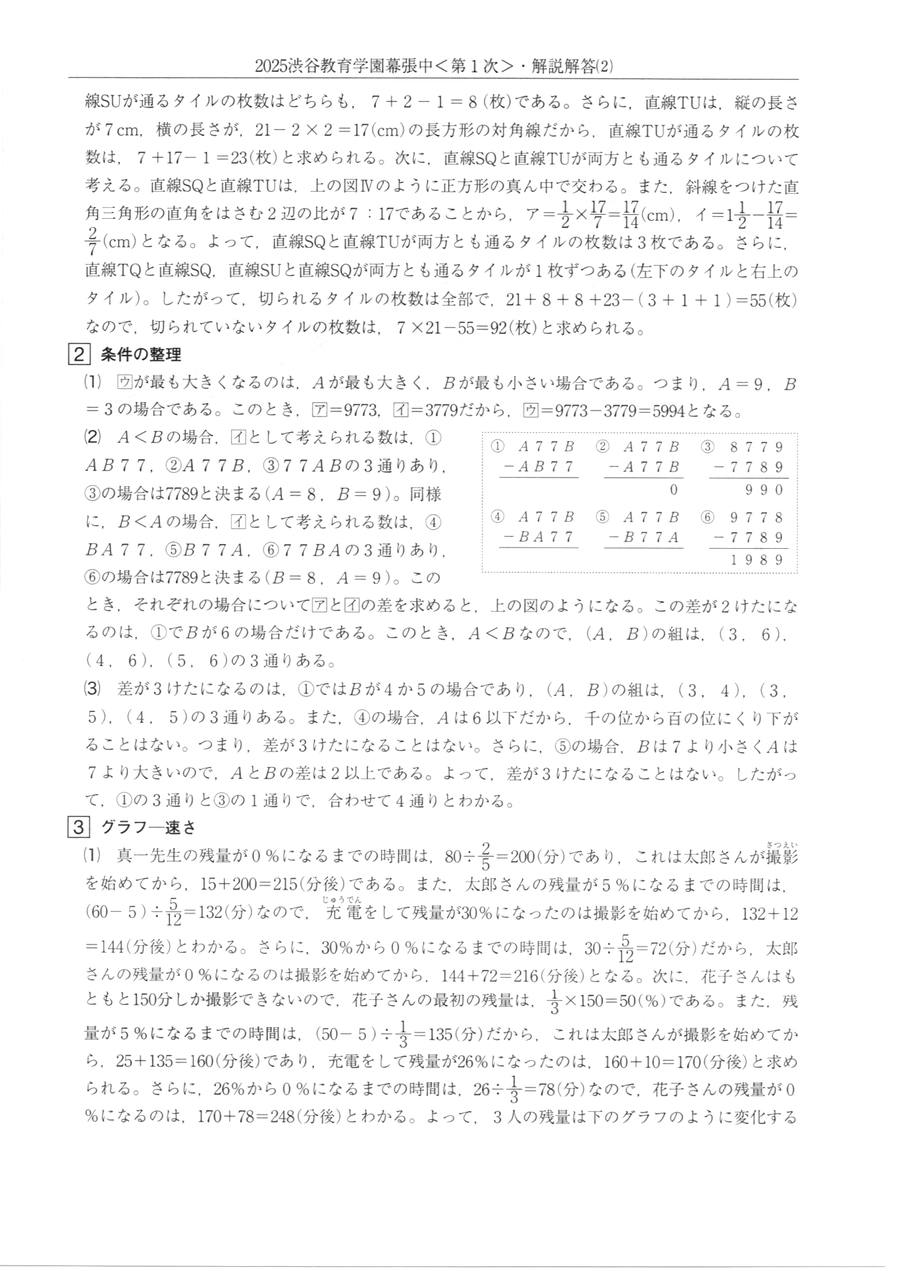 2025渋谷教育学園幕張中＜第１次＞・解説解答⑵
線SUが通るタイルの枚数はどちらも，７＋２－１＝８(枚)である。さらに，直線TUは，縦の長さ
が７cm，横の長さが，21－２×２＝17(cm)の長方形の対角線だから，直線TUが通るタイルの枚
数は，７＋17－１＝23(枚)と求められる。次に，直線SQと直線TUが両方とも通るタイルについて
考える。直線SQと直線TUは，上の図Ⅳのように正方形の真ん中で交わる。また，斜線をつけた直
角三角形の直角をはさむ２辺の比が７：17であることから，ア＝1/2×17/7＝17/14(cm)，イ＝1 1/2－17/14＝
2/7(cm)となる。よって，直線SQと直線TUが両方とも通るタイルの枚数は３枚である。さらに，
直線TQと直線SQ，直線SUと直線SQが両方とも通るタイルが１枚ずつある(左下のタイルと右上の
タイル)。したがって，切られるタイルの枚数は全部で，21＋８＋８＋23－(３＋１＋１)＝55(枚)
なので，切られていないタイルの枚数は，７×21－55＝92(枚)と求められる。
2 条件の整理
⑴ ウが最も大きくなるのは，Aが最も大きく，Bが最も小さい場合である。つまり，A＝９，B
＝３の場合である。このとき，ア＝9773，イ＝3779だから，ウ＝9773－3779＝5994となる。
⑵ A＜Bの場合，イとして考えられる数は，①
AB７７，②A７７B，③７７ABの３通りあり，
③の場合は7789と決まる(A＝８，B＝９)。同様
に，B＜Aの場合，イとして考えられる数は，④
BA７７，⑤B７７A，⑥７７BAの３通りあり，
⑥の場合は7789と決まる(B＝８，A＝９)。この
① A７７B ② A７７B ③ ８７７９
－AB７７ －A７７B －７７８９
０ ９９０
④ A７７B ⑤ A７７B ⑥ ９７７８
－BA７７ －B７７A －７７８９
１９８９
とき，それぞれの場合についてアとイの差を求めると，上の図のようになる。この差が２けたにな
るのは，①でBが６の場合だけである。このとき，A＜Bなので，(A，B)の組は，(３，６)，
(４，６)，(５，６)の３通りある。
⑶ 差が３けたになるのは，①ではBが４か５の場合であり，(A，B)の組は，(３，４)，(３，
５)，(４，５)の３通りある。また，④の場合，Aは６以下だから，千の位から百の位にくり下が
ることはない。つまり，差が３けたになることはない。さらに，⑤の場合，Bは７より小さくAは
７より大きいので，AとBの差は２以上である。よって，差が３けたになることはない。したがっ
て，①の３通りと③の１通りで，合わせて４通りとわかる。
3 グラフ―速さ
⑴ 真一先生の残量が０％になるまでの時間は，80÷2/5＝200(分)であり，これは太郎さんが撮影(さつえい)
を始めてから，15＋200＝215(分後)である。また，太郎さんの残量が５％になるまでの時間は，
(60－５)÷5/12＝132(分)なので，充電(じゅうでん)をして残量が30％になったのは撮影を始めてから，132＋12
＝144(分後)とわかる。さらに，30％から０％になるまでの時間は，30÷5/12＝72(分)だから，太郎
さんの残量が０％になるのは撮影を始めてから，144＋72＝216(分後)となる。次に，花子さんはも
ともと150分しか撮影できないので，花子さんの最初の残量は，1/3×150＝50(％)である。また，残
量が５％になるまでの時間は，(50－５)÷1/3＝135(分)だから，これは太郎さんが撮影を始めてか
ら，25＋135＝160(分後)であり，充電をして残量が26％になったのは，160＋10＝170(分後)と求め
られる。さらに，26％から０％になるまでの時間は，26÷1/3＝78(分)なので，花子さんの残量が０
％になるのは，170＋78＝248(分後)とわかる。よって，３人の残量は下のグラフのように変化する